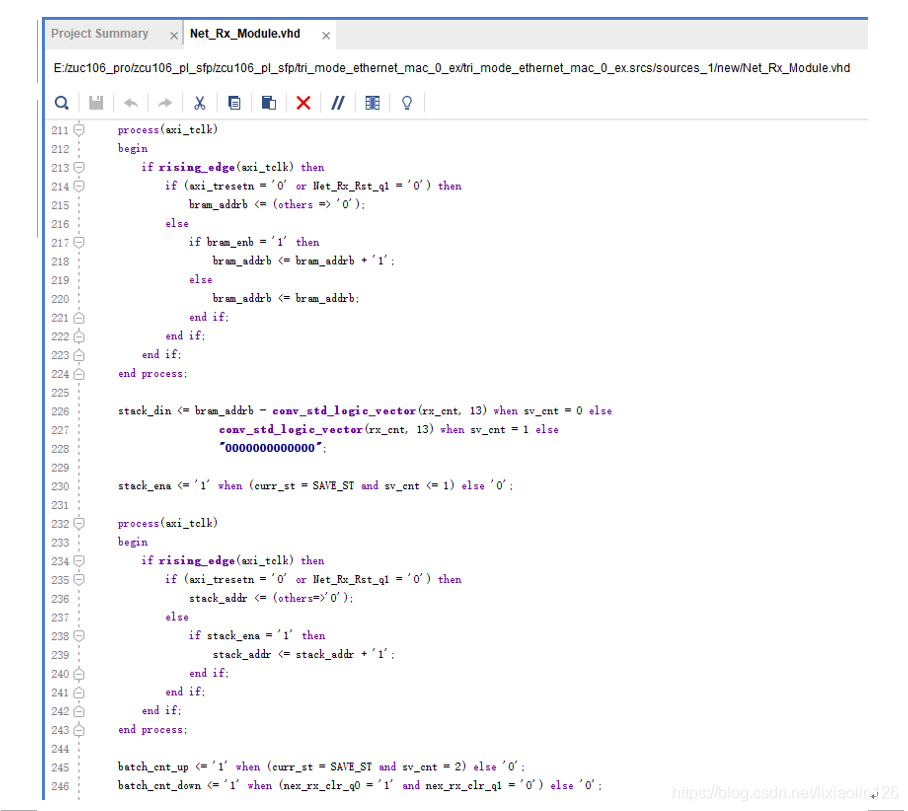 Project Summary × Net_Rx_Module.vhd ×
E:/zuc106_pro/zcu106_pl_sfp/zcu106_pl_sfp/tri_mode_ethernet_mac_0_ex/tri_mode_ethernet_mac_0_ex.srcs/sources_1/new/Net_Rx_Module.vhd
211 process(axi_tclk)
212 begin
213 if rising_edge(axi_tclk) then
214 if (axi_tresetn = '0' or Net_Rx_Rst_q1 = '0') then
215 bram_addrb <= (others => '0');
216 else
217 if bram_enb = '1' then
218 bram_addrb <= bram_addrb + '1';
219 else
220 bram_addrb <= bram_addrb;
221 end if;
222 end if;
223 end if;
224 end process;
225
226 stack_din <= bram_addrb - conv_std_logic_vector(rx_cnt, 13) when sv_cnt = 0 else
227 conv_std_logic_vector(rx_cnt, 13) when sv_cnt = 1 else
228 "0000000000000";
229
230 stack_ena <= '1' when (curr_st = SAVE_ST and sv_cnt <= 1) else '0';
231
232 process(axi_tclk)
233 begin
234 if rising_edge(axi_tclk) then
235 if (axi_tresetn = '0' or Net_Rx_Rst_q1 = '0') then
236 stack_addr <= (others=>'0');
237 else
238 if stack_ena = '1' then
239 stack_addr <= stack_addr + '1';
240 end if;
241 end if;
242 end if;
243 end process;
244
245 batch_cnt_up <= '1' when (curr_st = SAVE_ST and sv_cnt = 2) else '0';
246 batch_cnt_down <= '1' when (nex_rx_clr_q0 = '1' and nex_rx_clr_q1 = '0') else '0';
https://blog.csdn.net/lixiaolin126